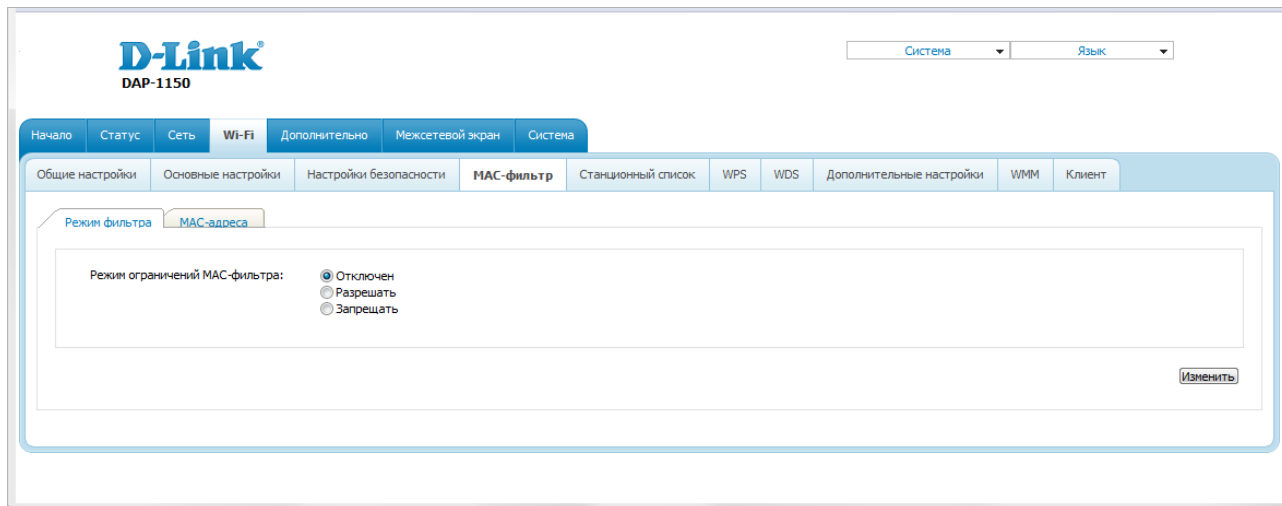 D-Link®
DAP-1150
Система
Язык
Начало
Статус
Сеть
Wi-Fi
Дополнительно
Межсетевой экран
Система
Общие настройки
Основные настройки
Настройки безопасности
MAC-фильтр
Станционный список
WPS
WDS
Дополнительные настройки
WMM
Клиент
Режим фильтра
MAC-адреса
Режим ограничений MAC-фильтра:
Отключен
Разрешать
Запрещать
Изменить